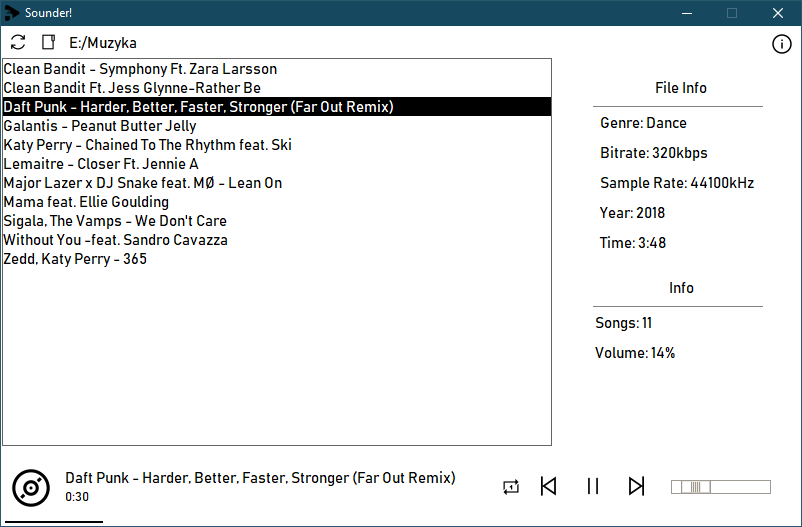 Sounder!
E:/Muzyka
Clean Bandit - Symphony Ft. Zara Larsson
Clean Bandit Ft. Jess Glynne-Rather Be
Daft Punk - Harder, Better, Faster, Stronger (Far Out Remix)
Galantis - Peanut Butter Jelly
Katy Perry - Chained To The Rhythm feat. Ski
Lemaitre - Closer Ft. Jennie A
Major Lazer x DJ Snake feat. MØ - Lean On
Mama feat. Ellie Goulding
Sigala, The Vamps - We Don't Care
Without You -feat. Sandro Cavazza
Zedd, Katy Perry - 365
File Info
Genre: Dance
Bitrate: 320kbps
Sample Rate: 44100kHz
Year: 2018
Time: 3:48
Info
Songs: 11
Volume: 14%
Daft Punk - Harder, Better, Faster, Stronger (Far Out Remix)
0:30
1